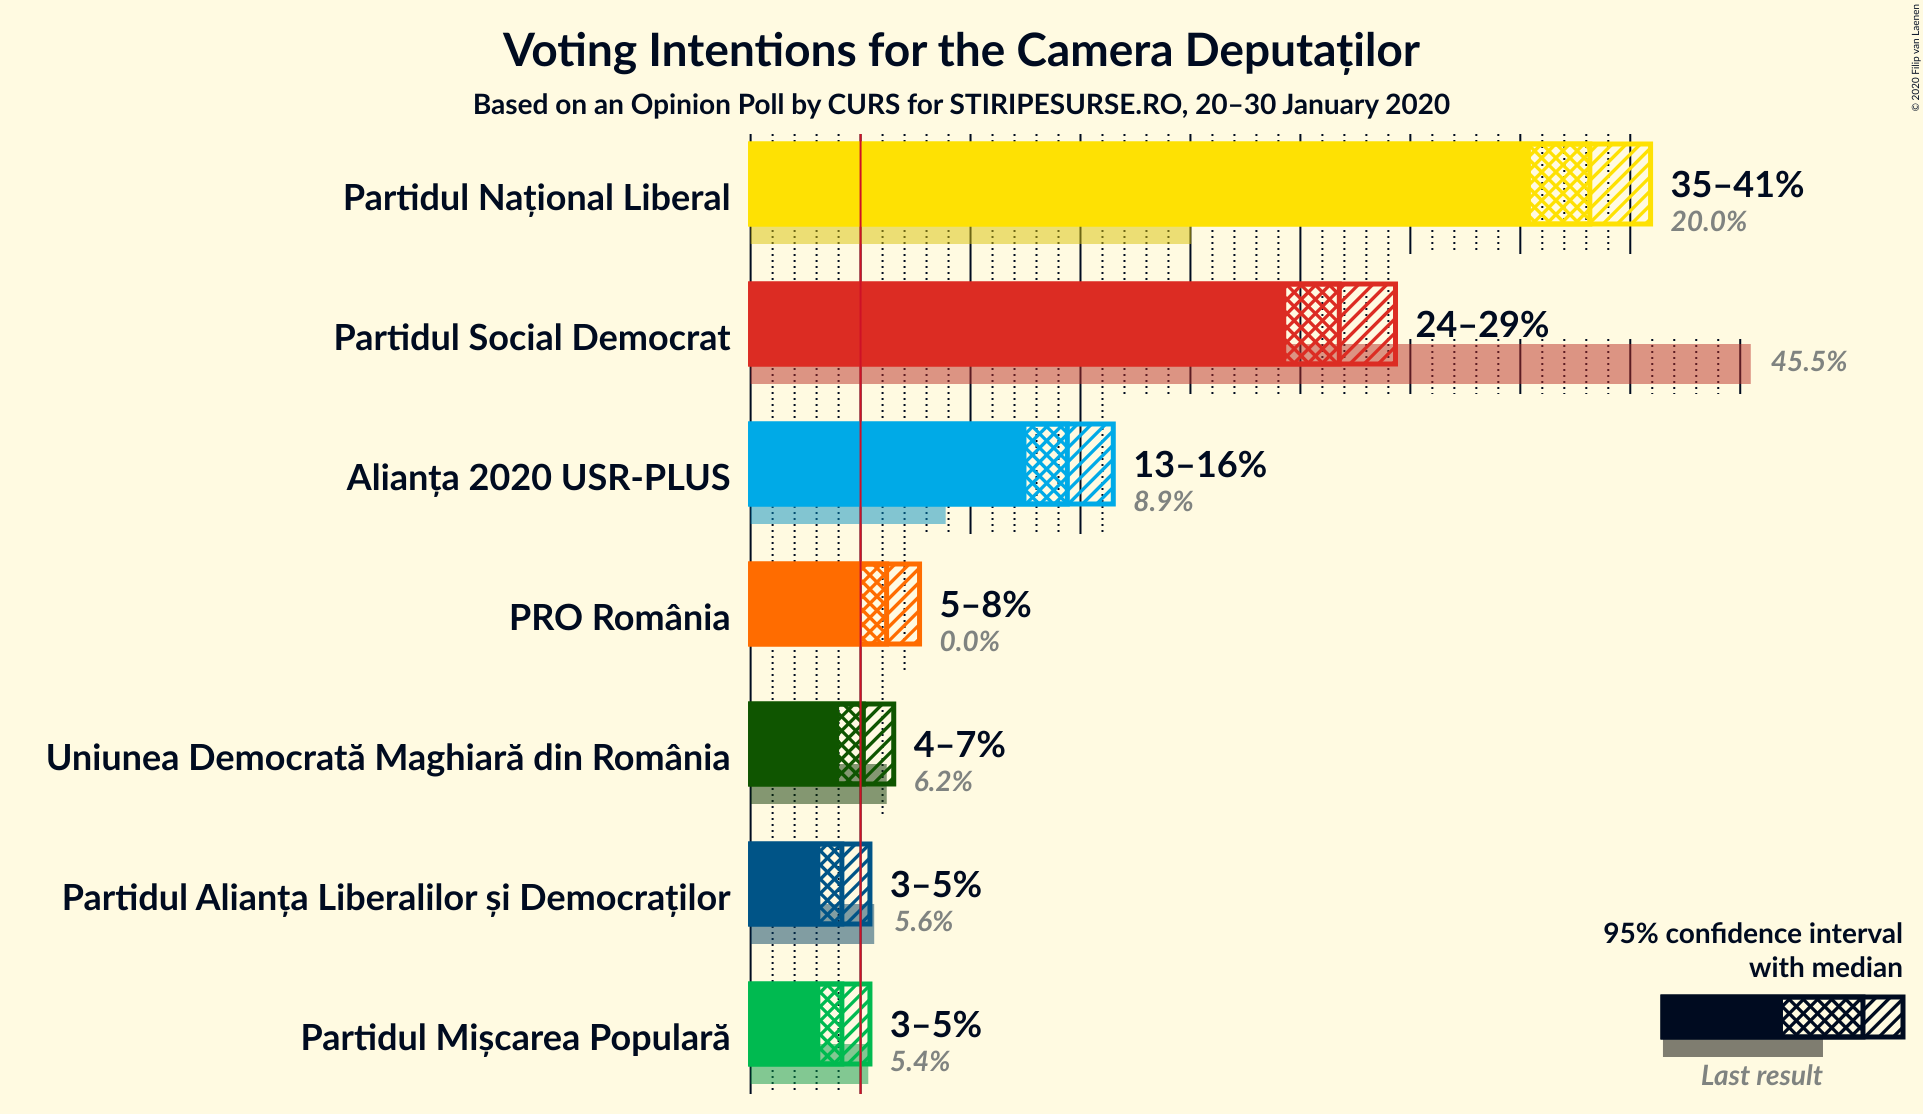 Voting Intentions for the Camera Deputaților
Based on an Opinion Poll by CURS for STIRIPESURSE.RO, 20–30 January 2020
© 2020 Filip van Laenen
Partidul Național Liberal
35–41%
20.0%
Partidul Social Democrat
24–29%
45.5%
Alianța 2020 USR-PLUS
13–16%
8.9%
PRO România
5–8%
0.0%
Uniunea Democrată Maghiară din România
4–7%
6.2%
Partidul Alianța Liberalilor și Democraților
3–5%
5.6%
Partidul Mișcarea Populară
3–5%
5.4%
95% confidence interval
with median
Last result